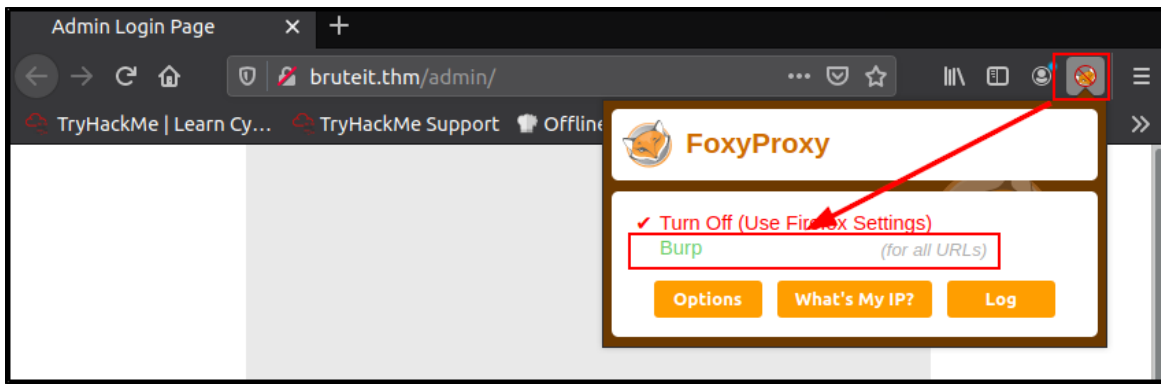 Admin Login Page
bruteit.thm/admin/
TryHackMe | Learn Cy… TryHackMe Support Offline
FoxyProxy
✔ Turn Off (Use Firefox Settings)
Burp (for all URLs)
Options What's My IP? Log